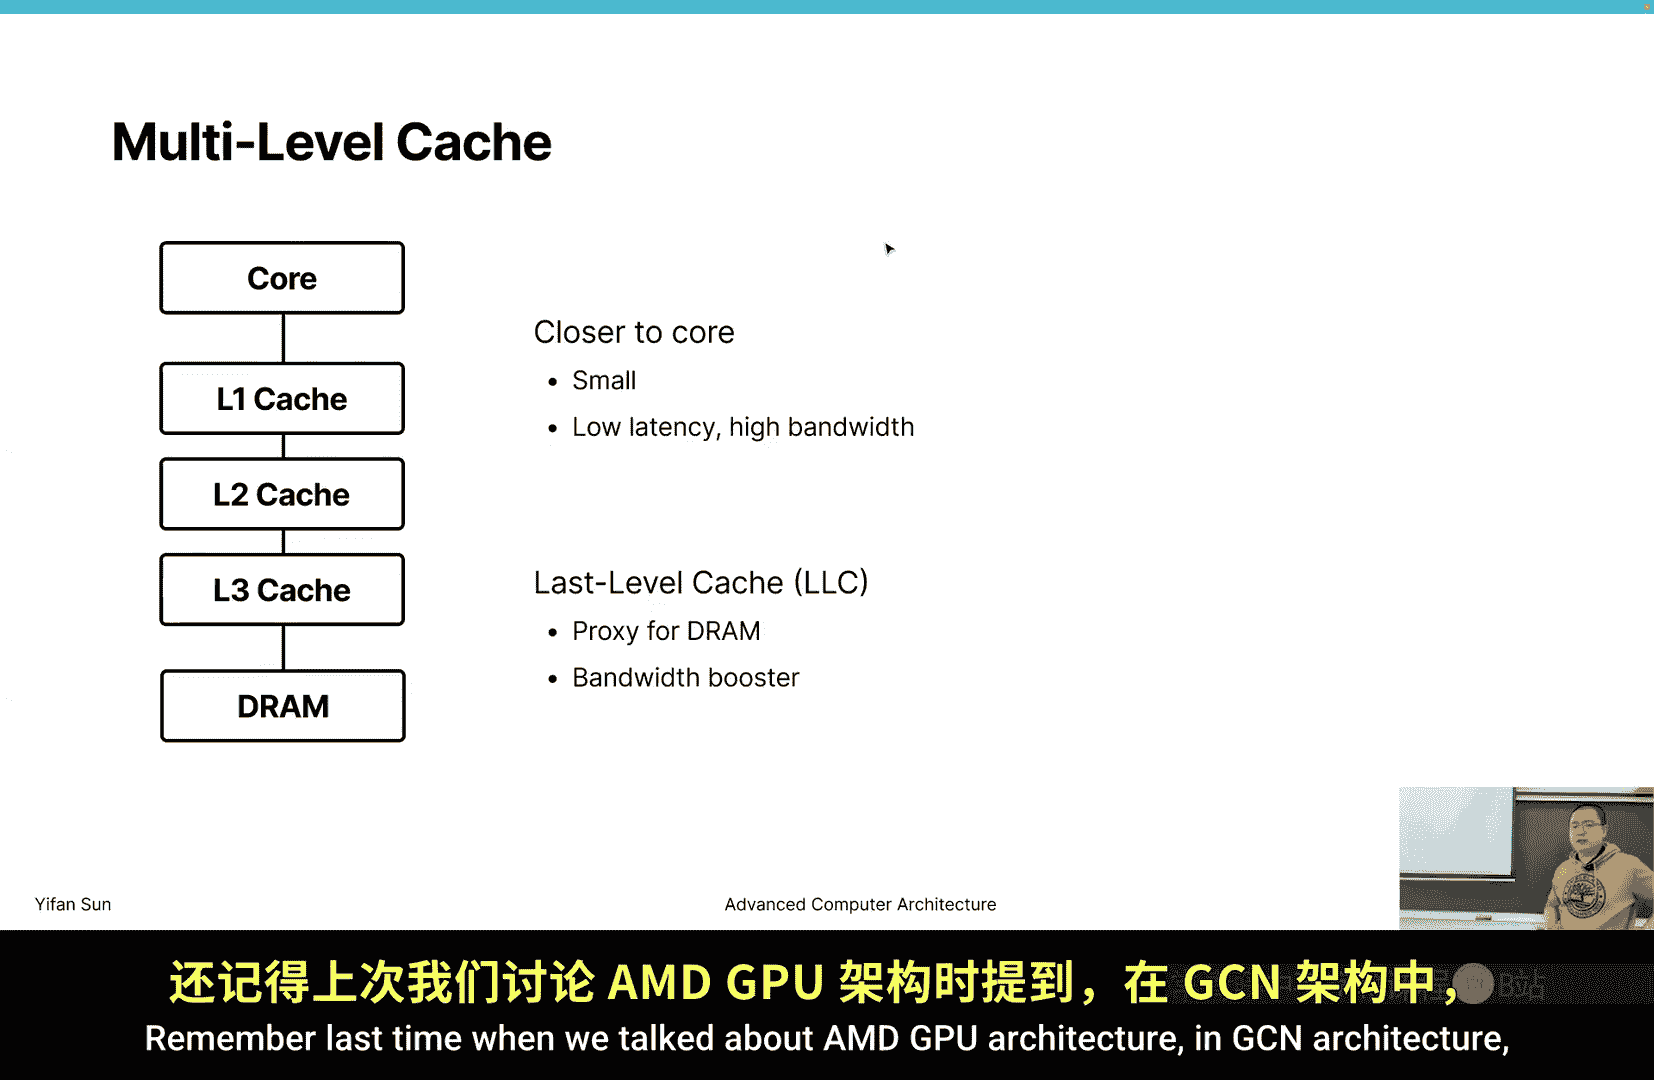 Multi-Level Cache
Core
L1 Cache
L2 Cache
L3 Cache
DRAM
Closer to core
• Small
• Low latency, high bandwidth
Last-Level Cache (LLC)
• Proxy for DRAM
• Bandwidth booster
Yifan Sun
Advanced Computer Architecture
还记得上次我们讨论 AMD GPU 架构时提到，在 GCN 架构中，
B站
Remember last time when we talked about AMD GPU architecture, in GCN architecture,